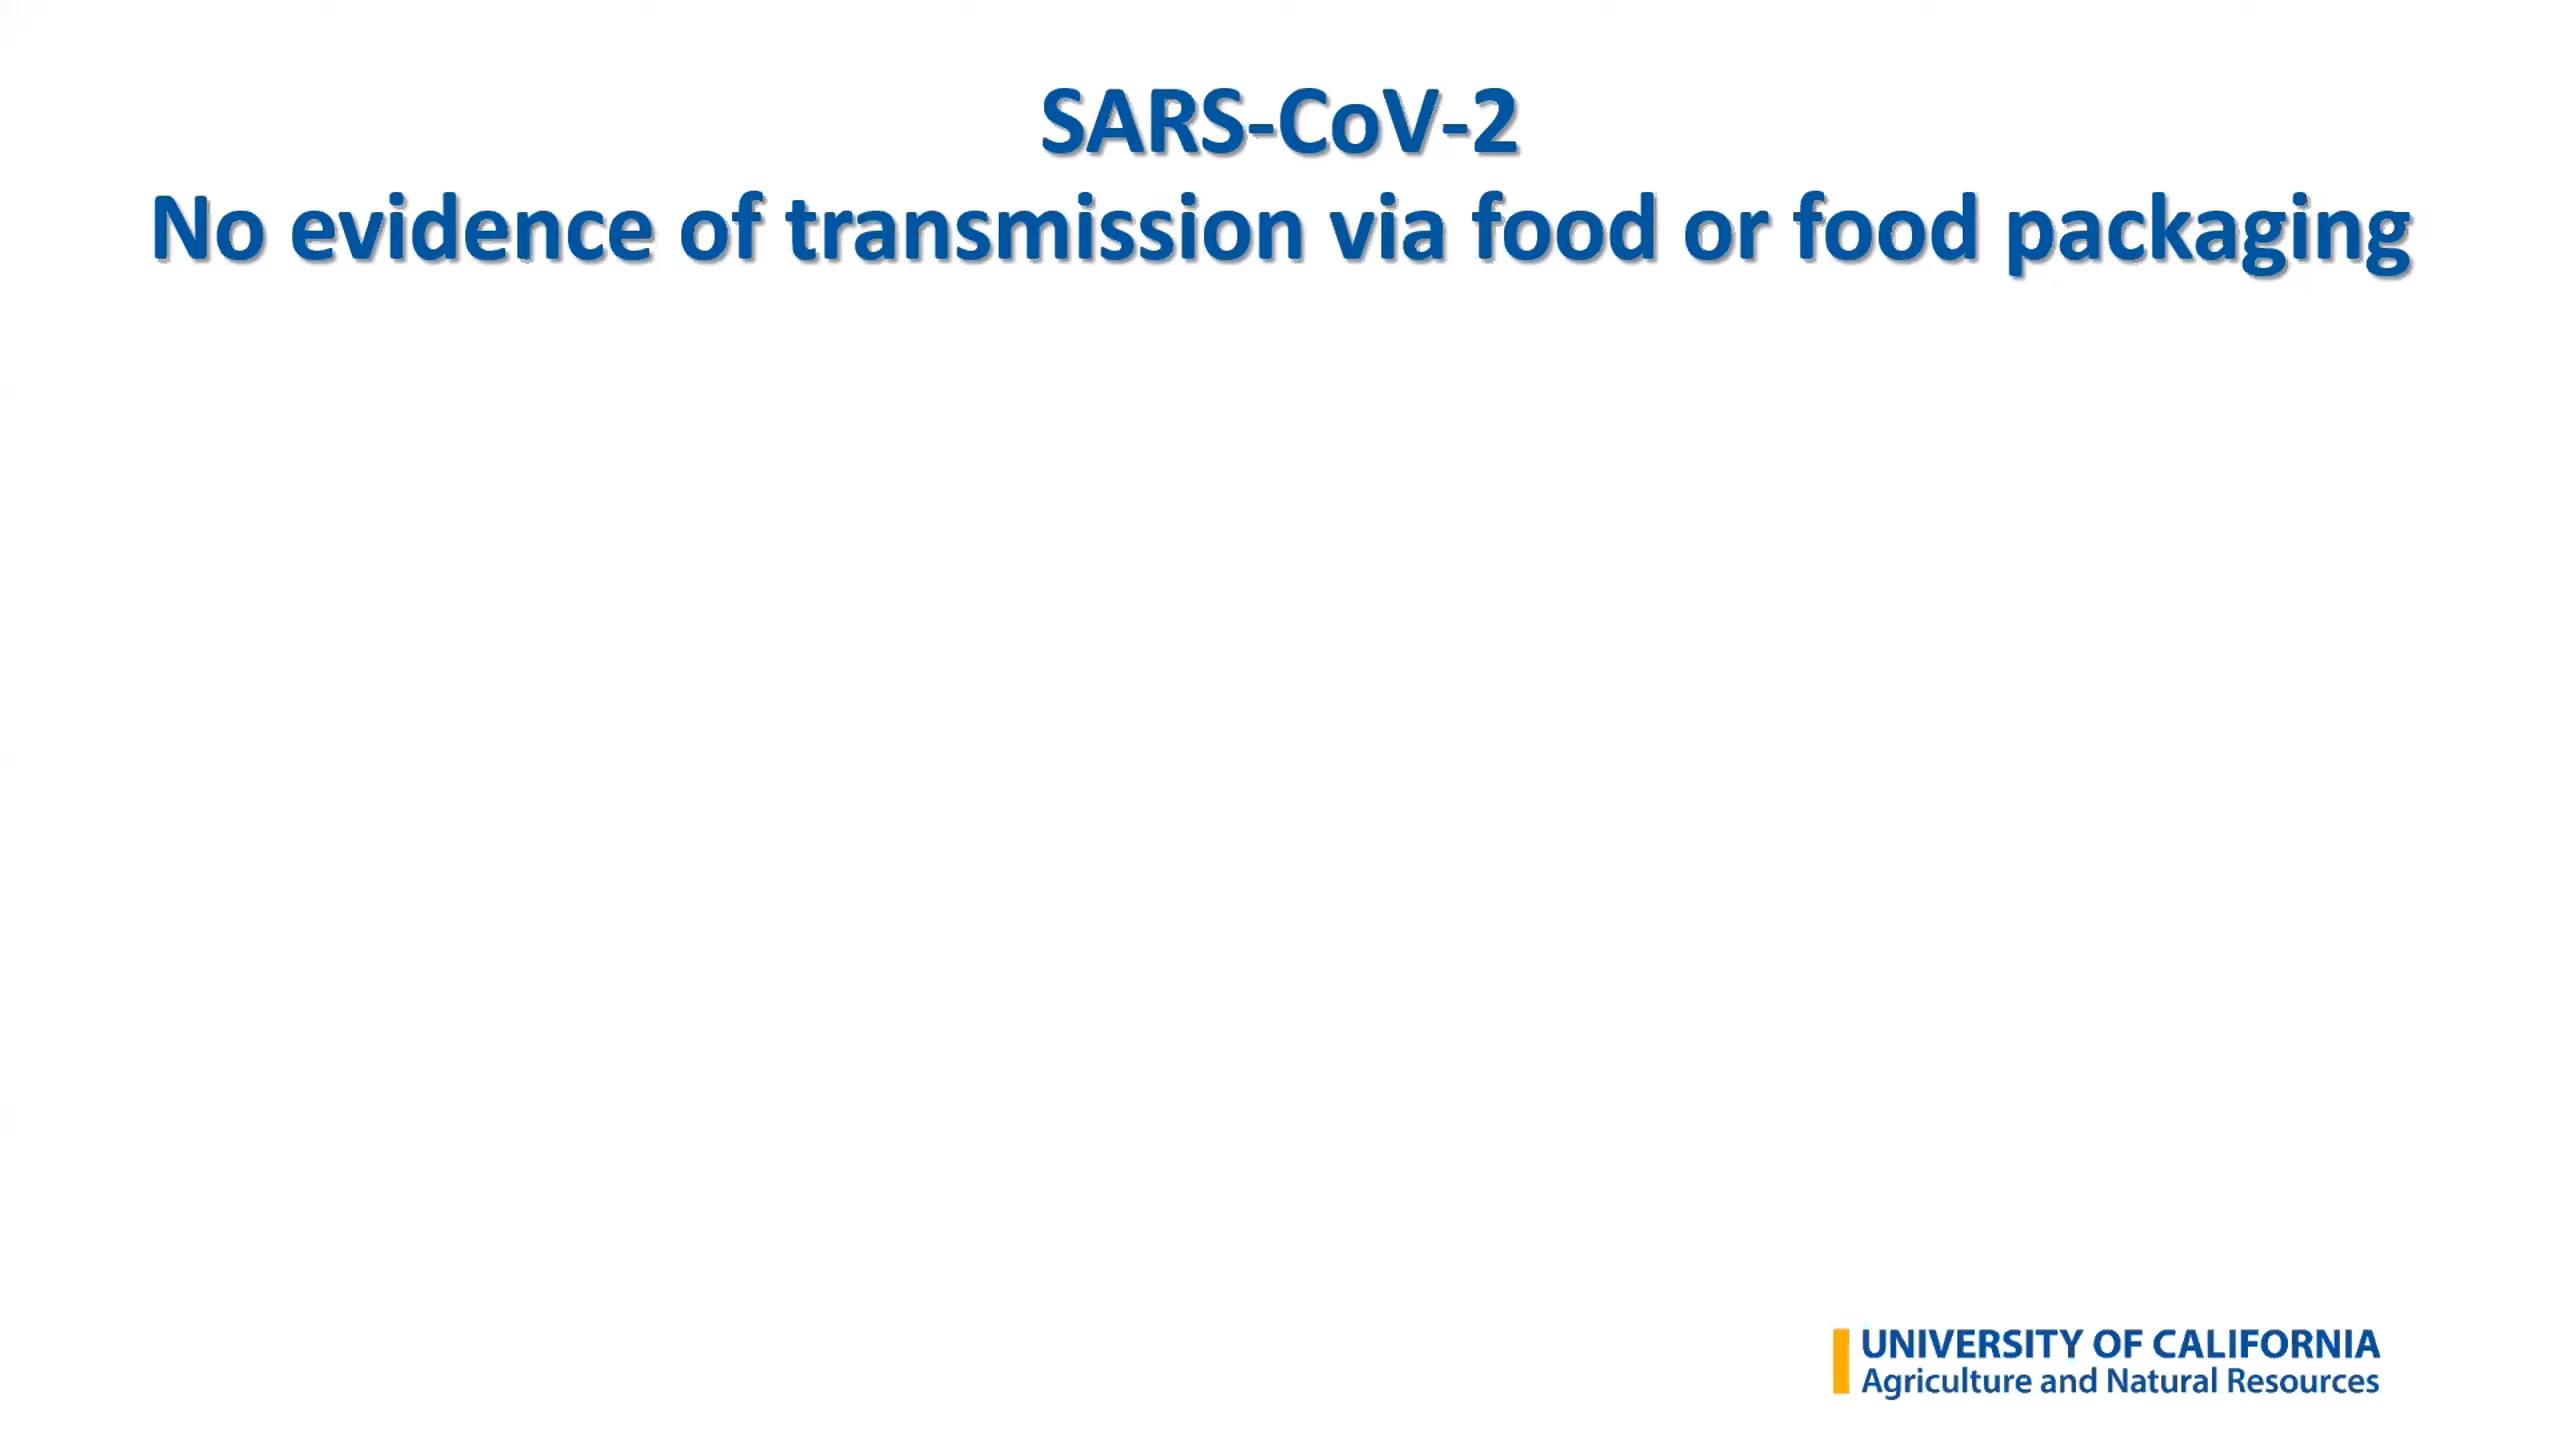 SARS-CoV-2
No evidence of transmission via food or food packaging
UNIVERSITY OF CALIFORNIA
Agriculture and Natural Resources